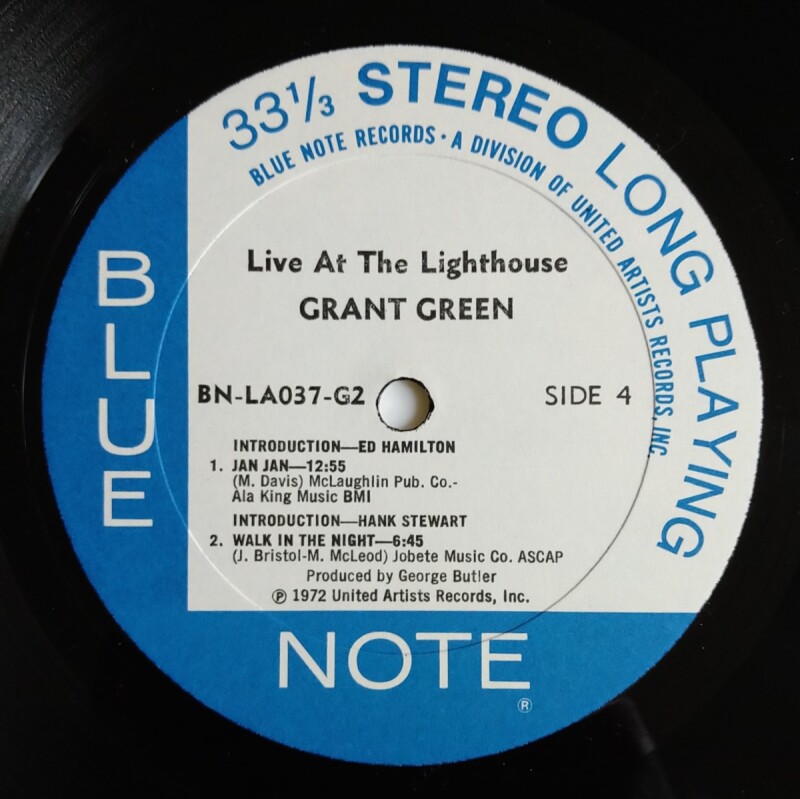 33⅓ STEREO LONG PLAYING
BLUE NOTE RECORDS • A DIVISION OF UNITED ARTISTS RECORDS, INC.
Live At The Lighthouse
GRANT GREEN
BN-LA037-G2
SIDE 4
INTRODUCTION—ED HAMILTON
1. JAN JAN—12:55
(M. Davis) McLaughlin Pub. Co.-
Ala King Music BMI
INTRODUCTION—HANK STEWART
2. WALK IN THE NIGHT—6:45
(J. Bristol-M. McLeod) Jobete Music Co. ASCAP
Produced by George Butler
℗ 1972 United Artists Records, Inc.
BLUE
NOTE
®